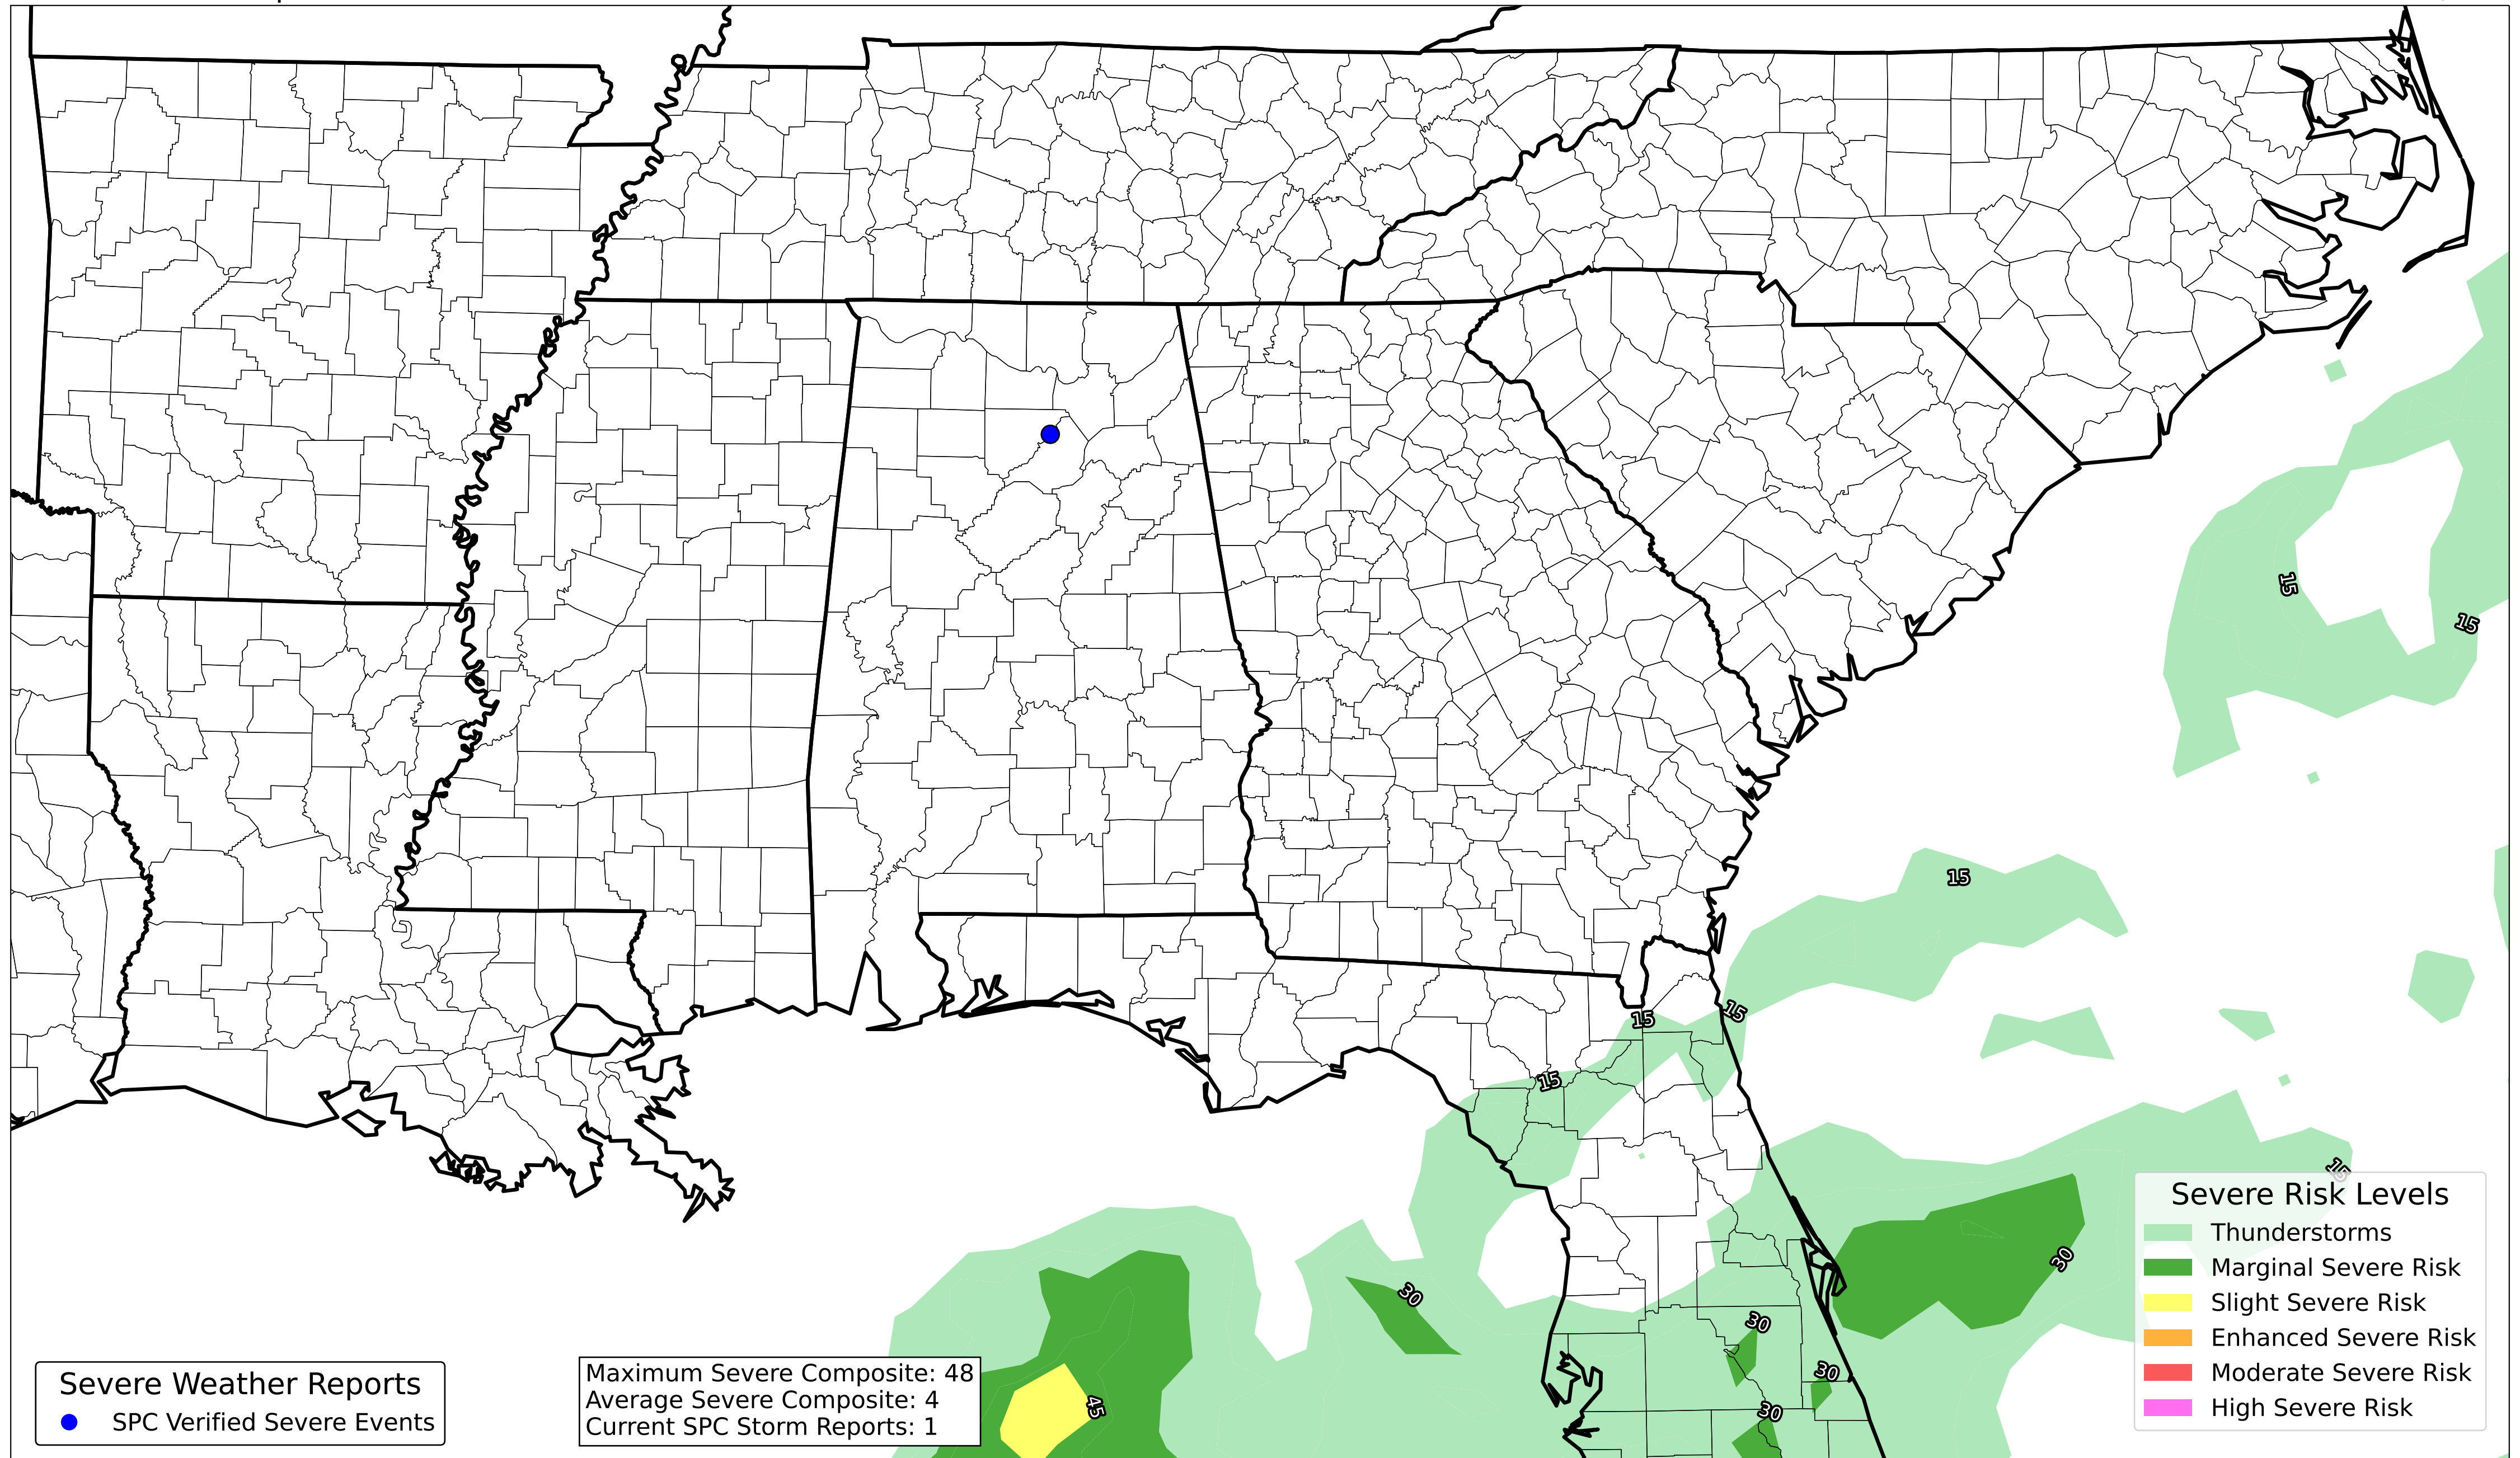 15
15
15
15
15
15
15
30
30
30
30
30
45
Severe Weather Reports
SPC Verified Severe Events
Maximum Severe Composite: 48
Average Severe Composite: 4
Current SPC Storm Reports: 1
Severe Risk Levels
Thunderstorms
Marginal Severe Risk
Slight Severe Risk
Enhanced Severe Risk
Moderate Severe Risk
High Severe Risk